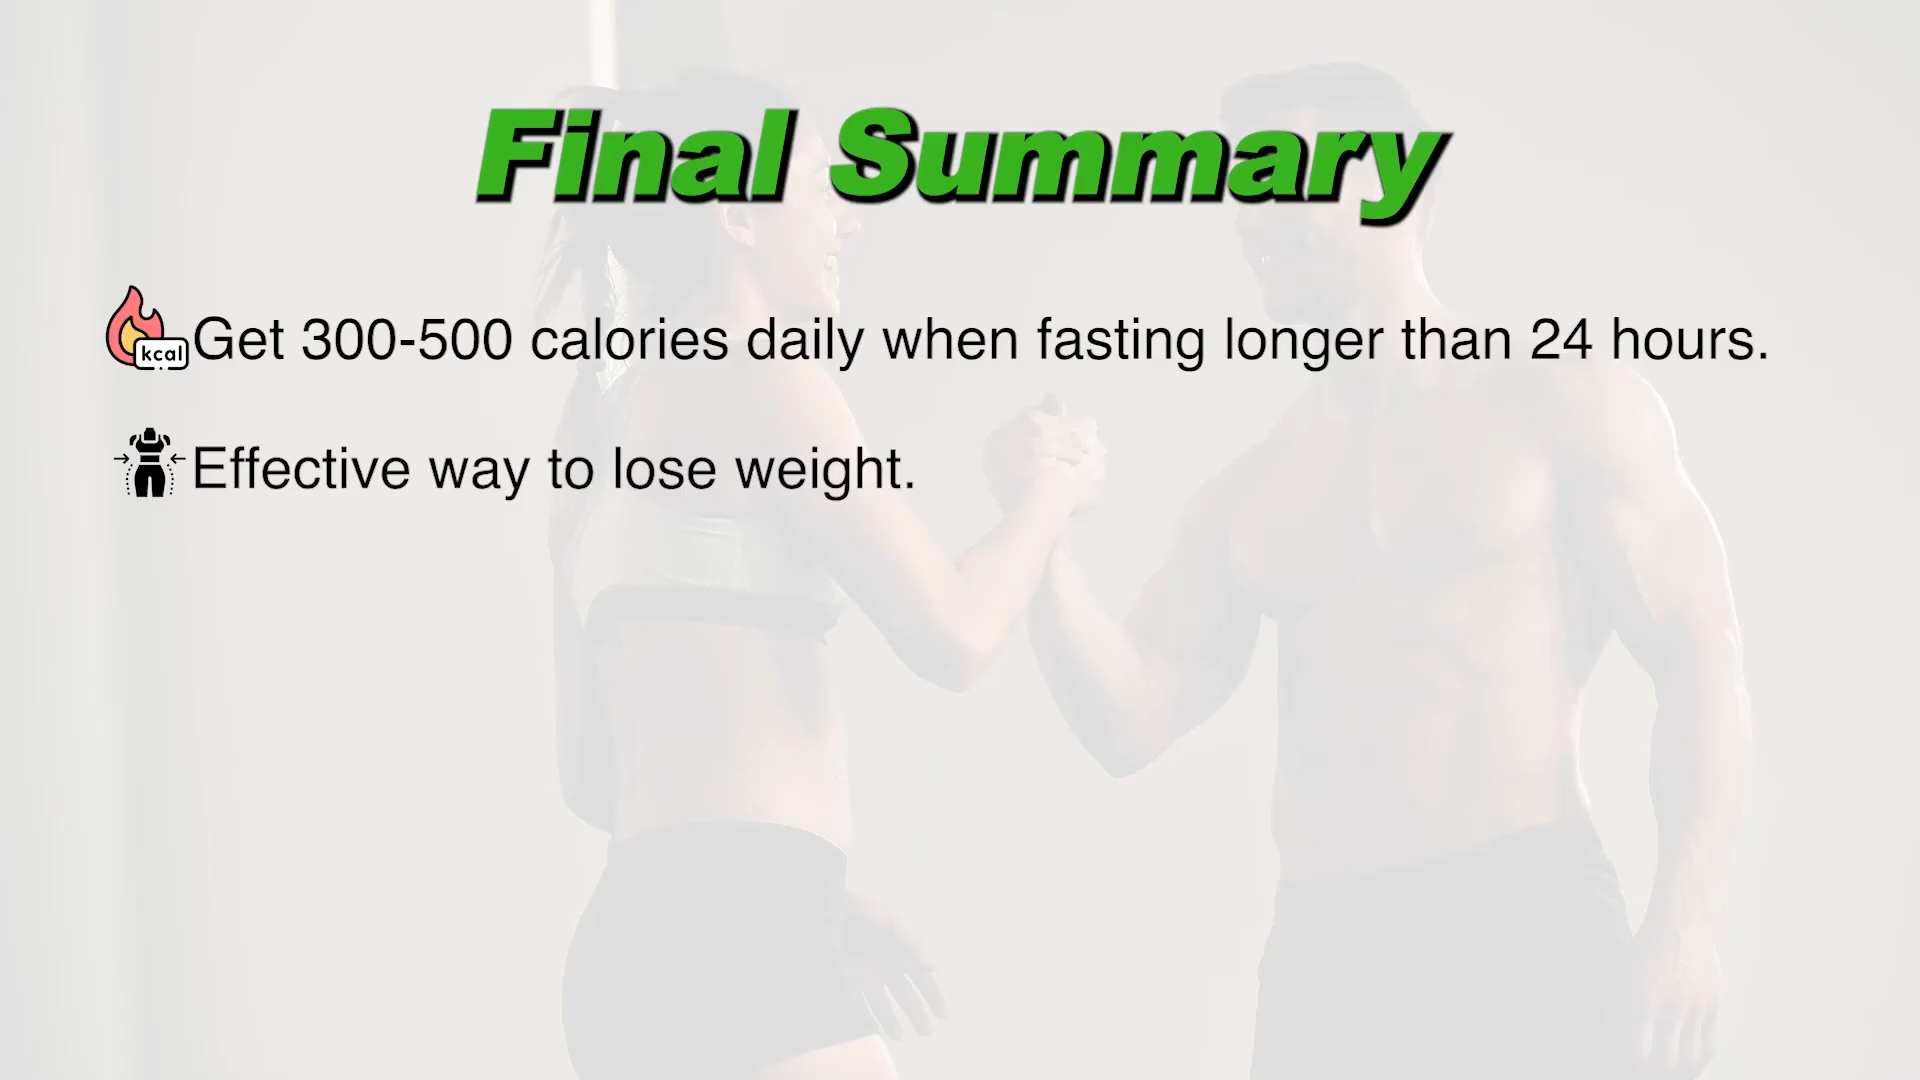 Final Summary
kcal Get 300-500 calories daily when fasting longer than 24 hours.
Effective way to lose weight.